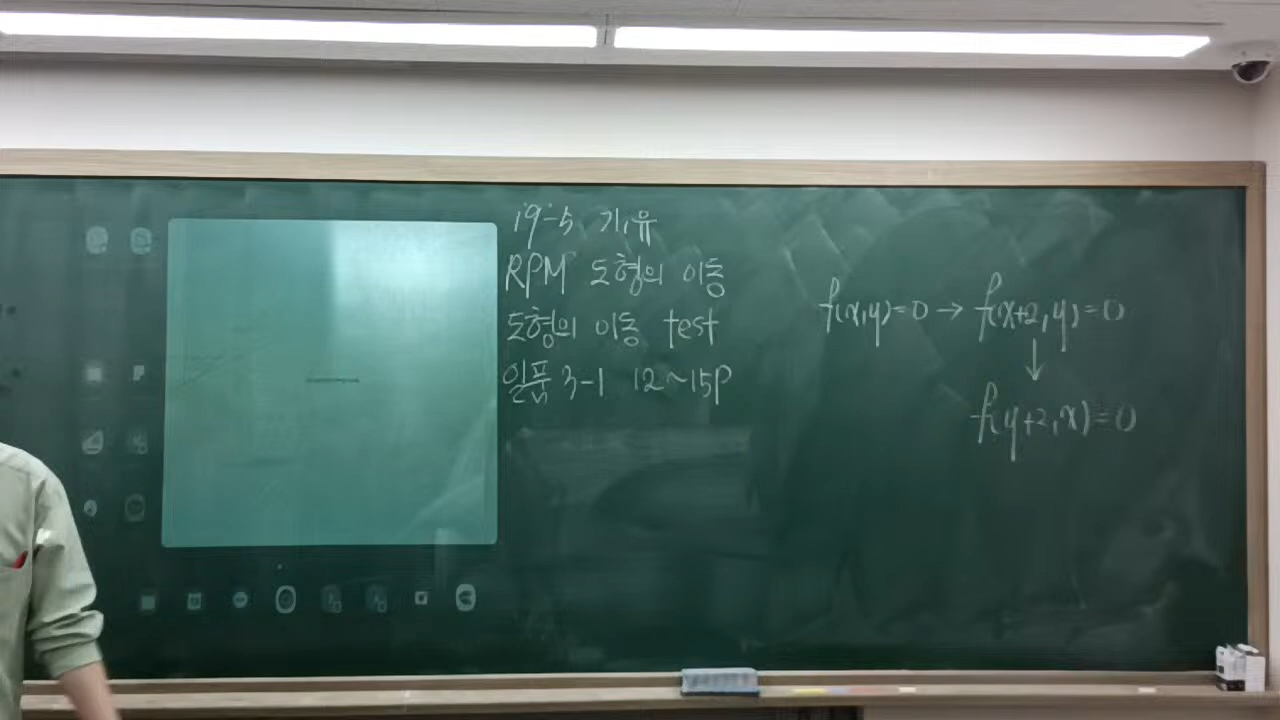 19-5 기,유
RPM 도형의 이동
도형의 이동 test
일품 3-1 12~15P
f(x,y)=0 → f(x+2,y)=0
↓
f(y+2,x)=0